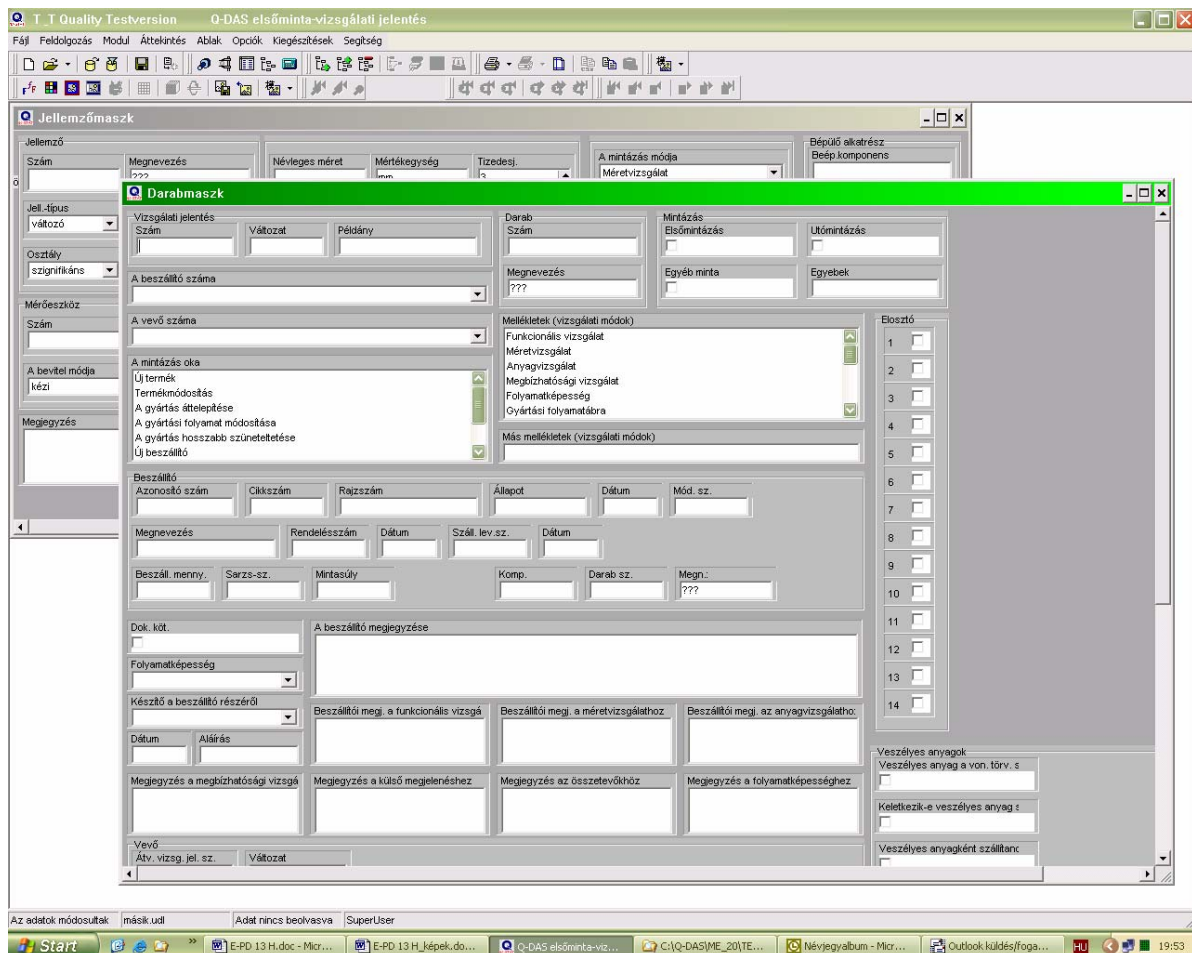 T_T Quality Testversion Q-DAS elsőminta-vizsgálati jelentés
Fájl Feldolgozás Modul Áttekintés Ablak Opciók Kiegészítések Segítség
Jellemzőmaszk
Jellemző
Szám Megnevezés Névleges méret Mértékegység Tizedesj. A mintázás módja Bépülő alkatrész
Beép.komponens
??? mm 3 Méretvizsgálat
Jell.-típus
változó
Osztály
szignifikáns
Mérőeszköz
Szám
A bevitel módja
kézi
Megjegyzés
Darabmaszk
Vizsgálati jelentés Darab Mintázás
Szám Változat Példány Szám Elsőmintázás Utómintázás
A beszállító száma Megnevezés Egyéb minta Egyebek
???
A vevő száma Mellékletek (vizsgálati módok) Elosztó
Funkcionális vizsgálat
Méretvizsgálat
Anyagvizsgálat
Megbízhatósági vizsgálat
Folyamatképesség
Gyártási folyamatábra
A mintázás oka
Új termék
Termékmódosítás
A gyártás áttelepítése
A gyártási folyamat módosítása
A gyártás hosszabb szüneteltetése
Új beszállító
Más mellékletek (vizsgálati módok)
1
2
3
4
5
6
7
8
9
10
11
12
13
14
Beszállító
Azonosító szám Cikkszám Rajzszám Állapot Dátum Mód. sz.
Megnevezés Rendelésszám Dátum Száll. lev.sz. Dátum
Beszáll. menny. Sarzs-sz. Mintasúly Komp. Darab sz. Megn.:
???
Dok. köt. A beszállító megjegyzése
Folyamatképesség
Készítő a beszállító részéről
Dátum Aláírás
Beszállítói megj. a funkcionális vizsgá Beszállítói megj. a méretvizsgálathoz Beszállítói megj. az anyagvizsgálatho:
Megjegyzés a megbízhatósági vizsgá Megjegyzés a külső megjelenéshez Megjegyzés az összetevőkhöz Megjegyzés a folyamatképességhez
Veszélyes anyagok
Veszélyes anyag a von. törv. s
Keletkezik-e veszélyes anyag s
Veszélyes anyagként szállítanc
Vevő
Átv. vizsg. jel. sz. Változat
Az adatok módosultak másik.udl Adat nincs beolvasva SuperUser
Start E-PD 13 H.doc - Micr... E-PD 13 H_képek.do... Q-DAS elsőminta-viz... C:\Q-DAS\ME_20\TE... Névjegyalbum - Micr... Outlook küldés/foga... HU 19:53